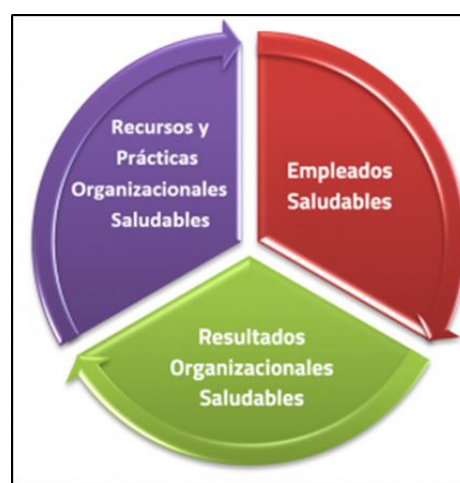 Recursos y
Prácticas
Organizacionales
Saludables
Empleados
Saludables
Resultados
Organizacionales
Saludables